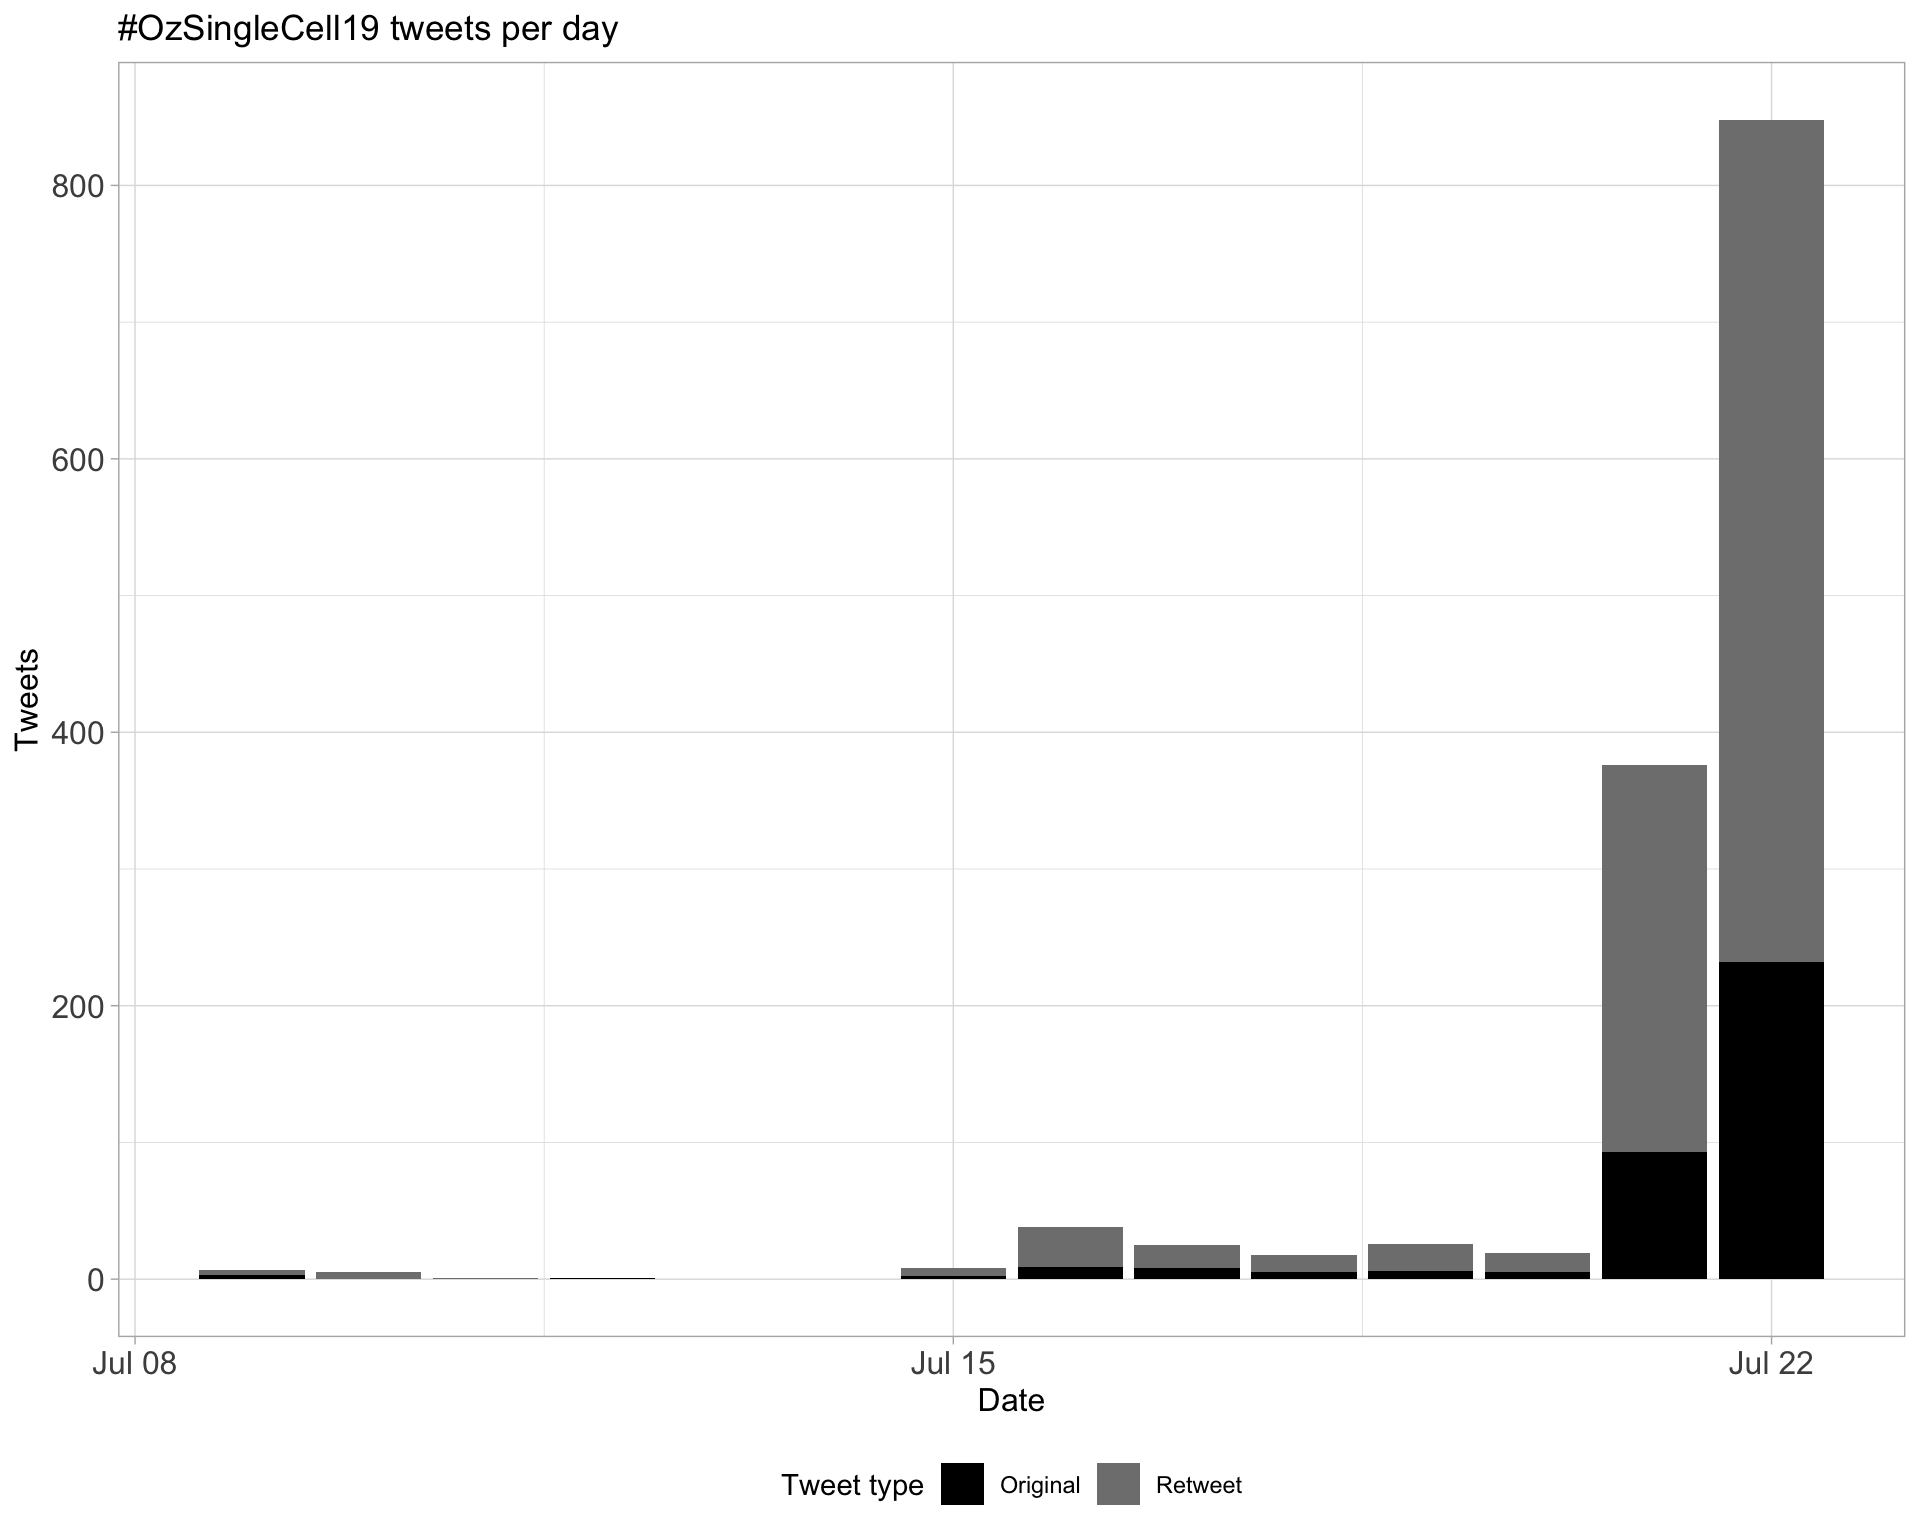 #OzSingleCell19 tweets per day
800
600
400
200
0
Tweets
Jul 08
Jul 15
Jul 22
Date
Tweet type
Original
Retweet